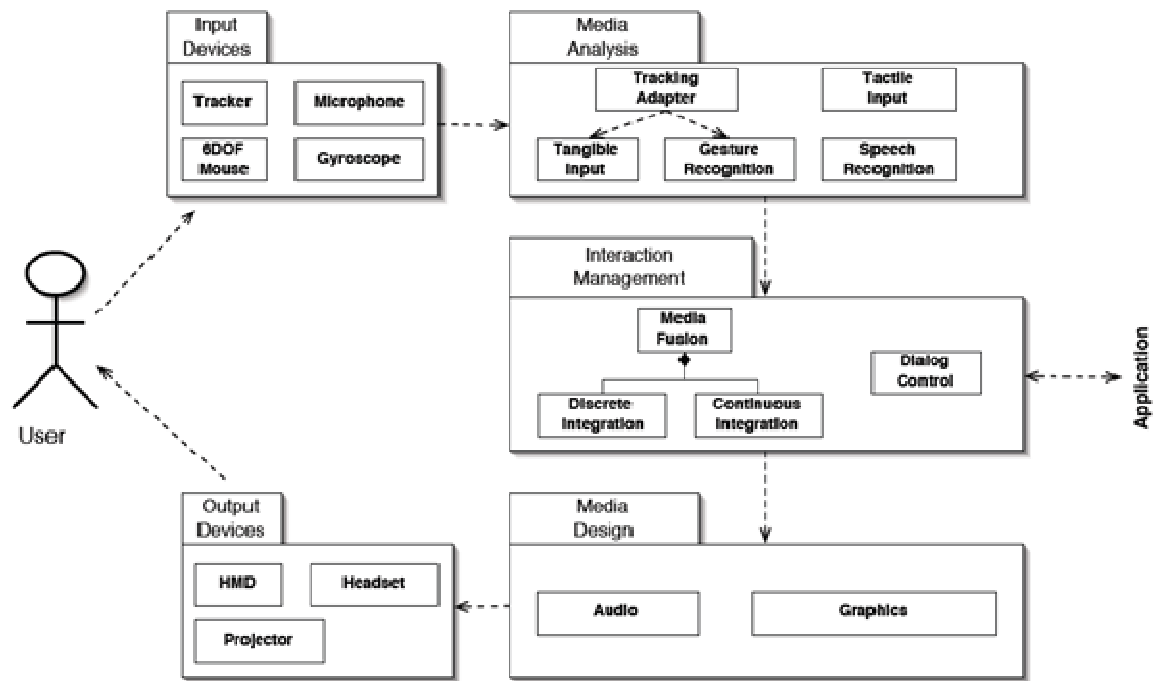 Input
Devices
Tracker
Microphone
6DOF
Mouse
Gyroscope
Media
Analysis
Tracking
Adapter
Tactile
Input
Tangible
Input
Gesture
Recognition
Speech
Recognition
Interaction
Management
Media
Fusion
Dialog
Control
Discrete
Integration
Continuous
Integration
Application
User
Output
Devices
HMD
Headset
Projector
Media
Design
Audio
Graphics